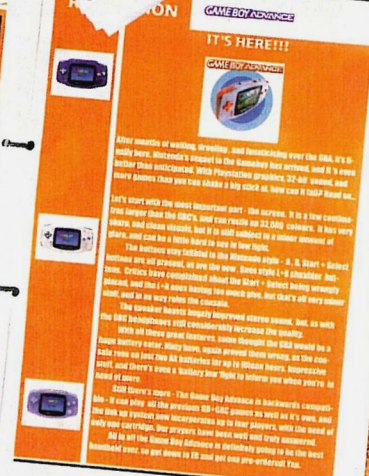 ON
GAME BOY ADVANCE
IT'S HERE!!!
GAME BOY ADVANCE
After months of waiting, drooling, and fantasizing over the GBA, it's fi-
nally here. Nintendo's sequel to the Gameboy has arrived, and it's even
better than anticipated. With Playstation graphics, 32-bit sound, and
more games than you can shake a big stick at, how can it fail? Read on...
Let's start with the most important part - the screen. It is a few centime-
tres larger than the GBC's, and can recite up 32,000 colours. It has very
sharp, and clean visuals, but it is still subject to a minor amount of
blur, and can be a little hard to see in low light.
The buttons stay faithful to the Nintendo style - A, B, Start + Select
buttons are all present, as are the new, Snes style L+R shoulder but-
tons. Critics have complained about the Start + Select being wrongly
placed, and the L+R ones having too much give, but that's all very minor
stuff, and in no way ruins the console.
The speaker boasts hugely improved stereo sound, but, as with
the GBC headphones still considerably increase the quality.
With all these great features, some thought the GBA would be a
huge battery eater. Ninty have, again proved them wrong, as the con-
sole runs on just two AA batteries for up to fifteen hours. Impressive
stuff, and there's even a 'battery low' light to inform you when you're in
need of more.
Still there's more - The Game Boy Advance is backwards compati-
ble - it can play all the previous GB+GBC games as well as it's own, and
the link up system now incorporates up to four players, with the need of
only one cartridge. Our prayers have been well and truly answered.
All in all the Game Boy Advance is definitely going to be the best
handheld ever, so get down to EB and get one pre-ordered! Fan.